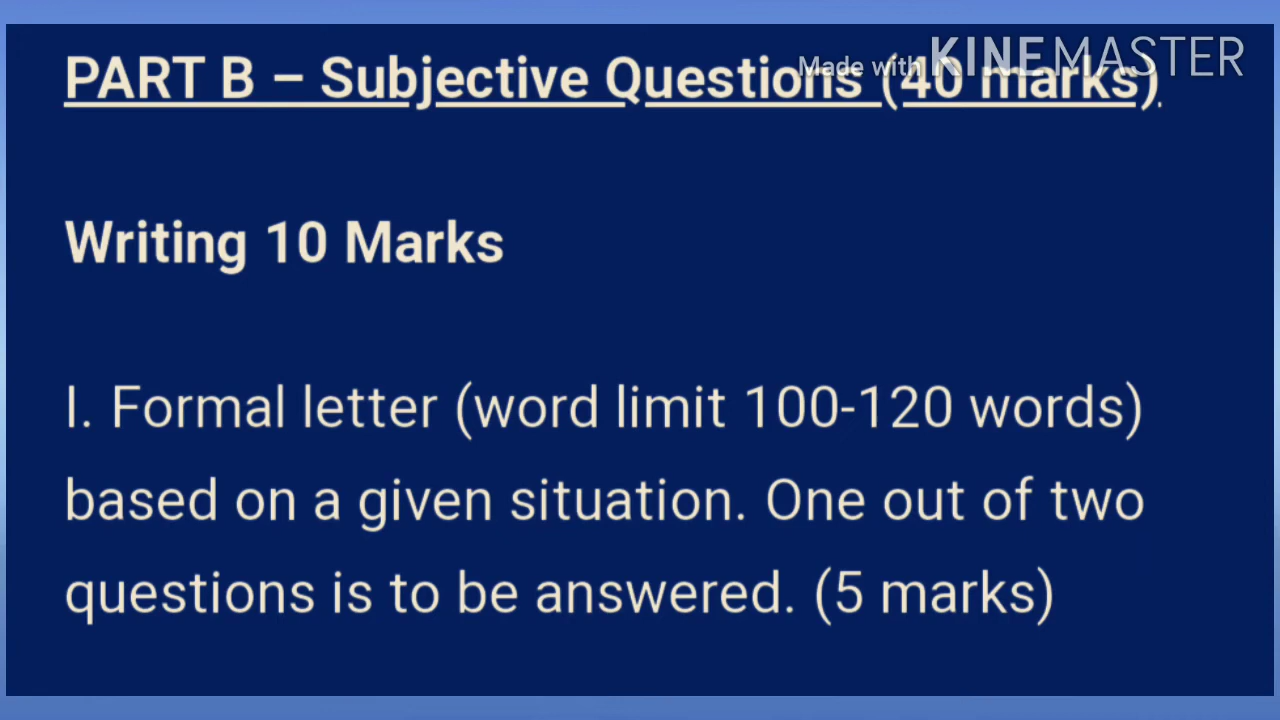 PART B – Subjective Questions (40 marks).
Made with KINEMASTER
Writing 10 Marks
I. Formal letter (word limit 100-120 words)
based on a given situation. One out of two
questions is to be answered. (5 marks)